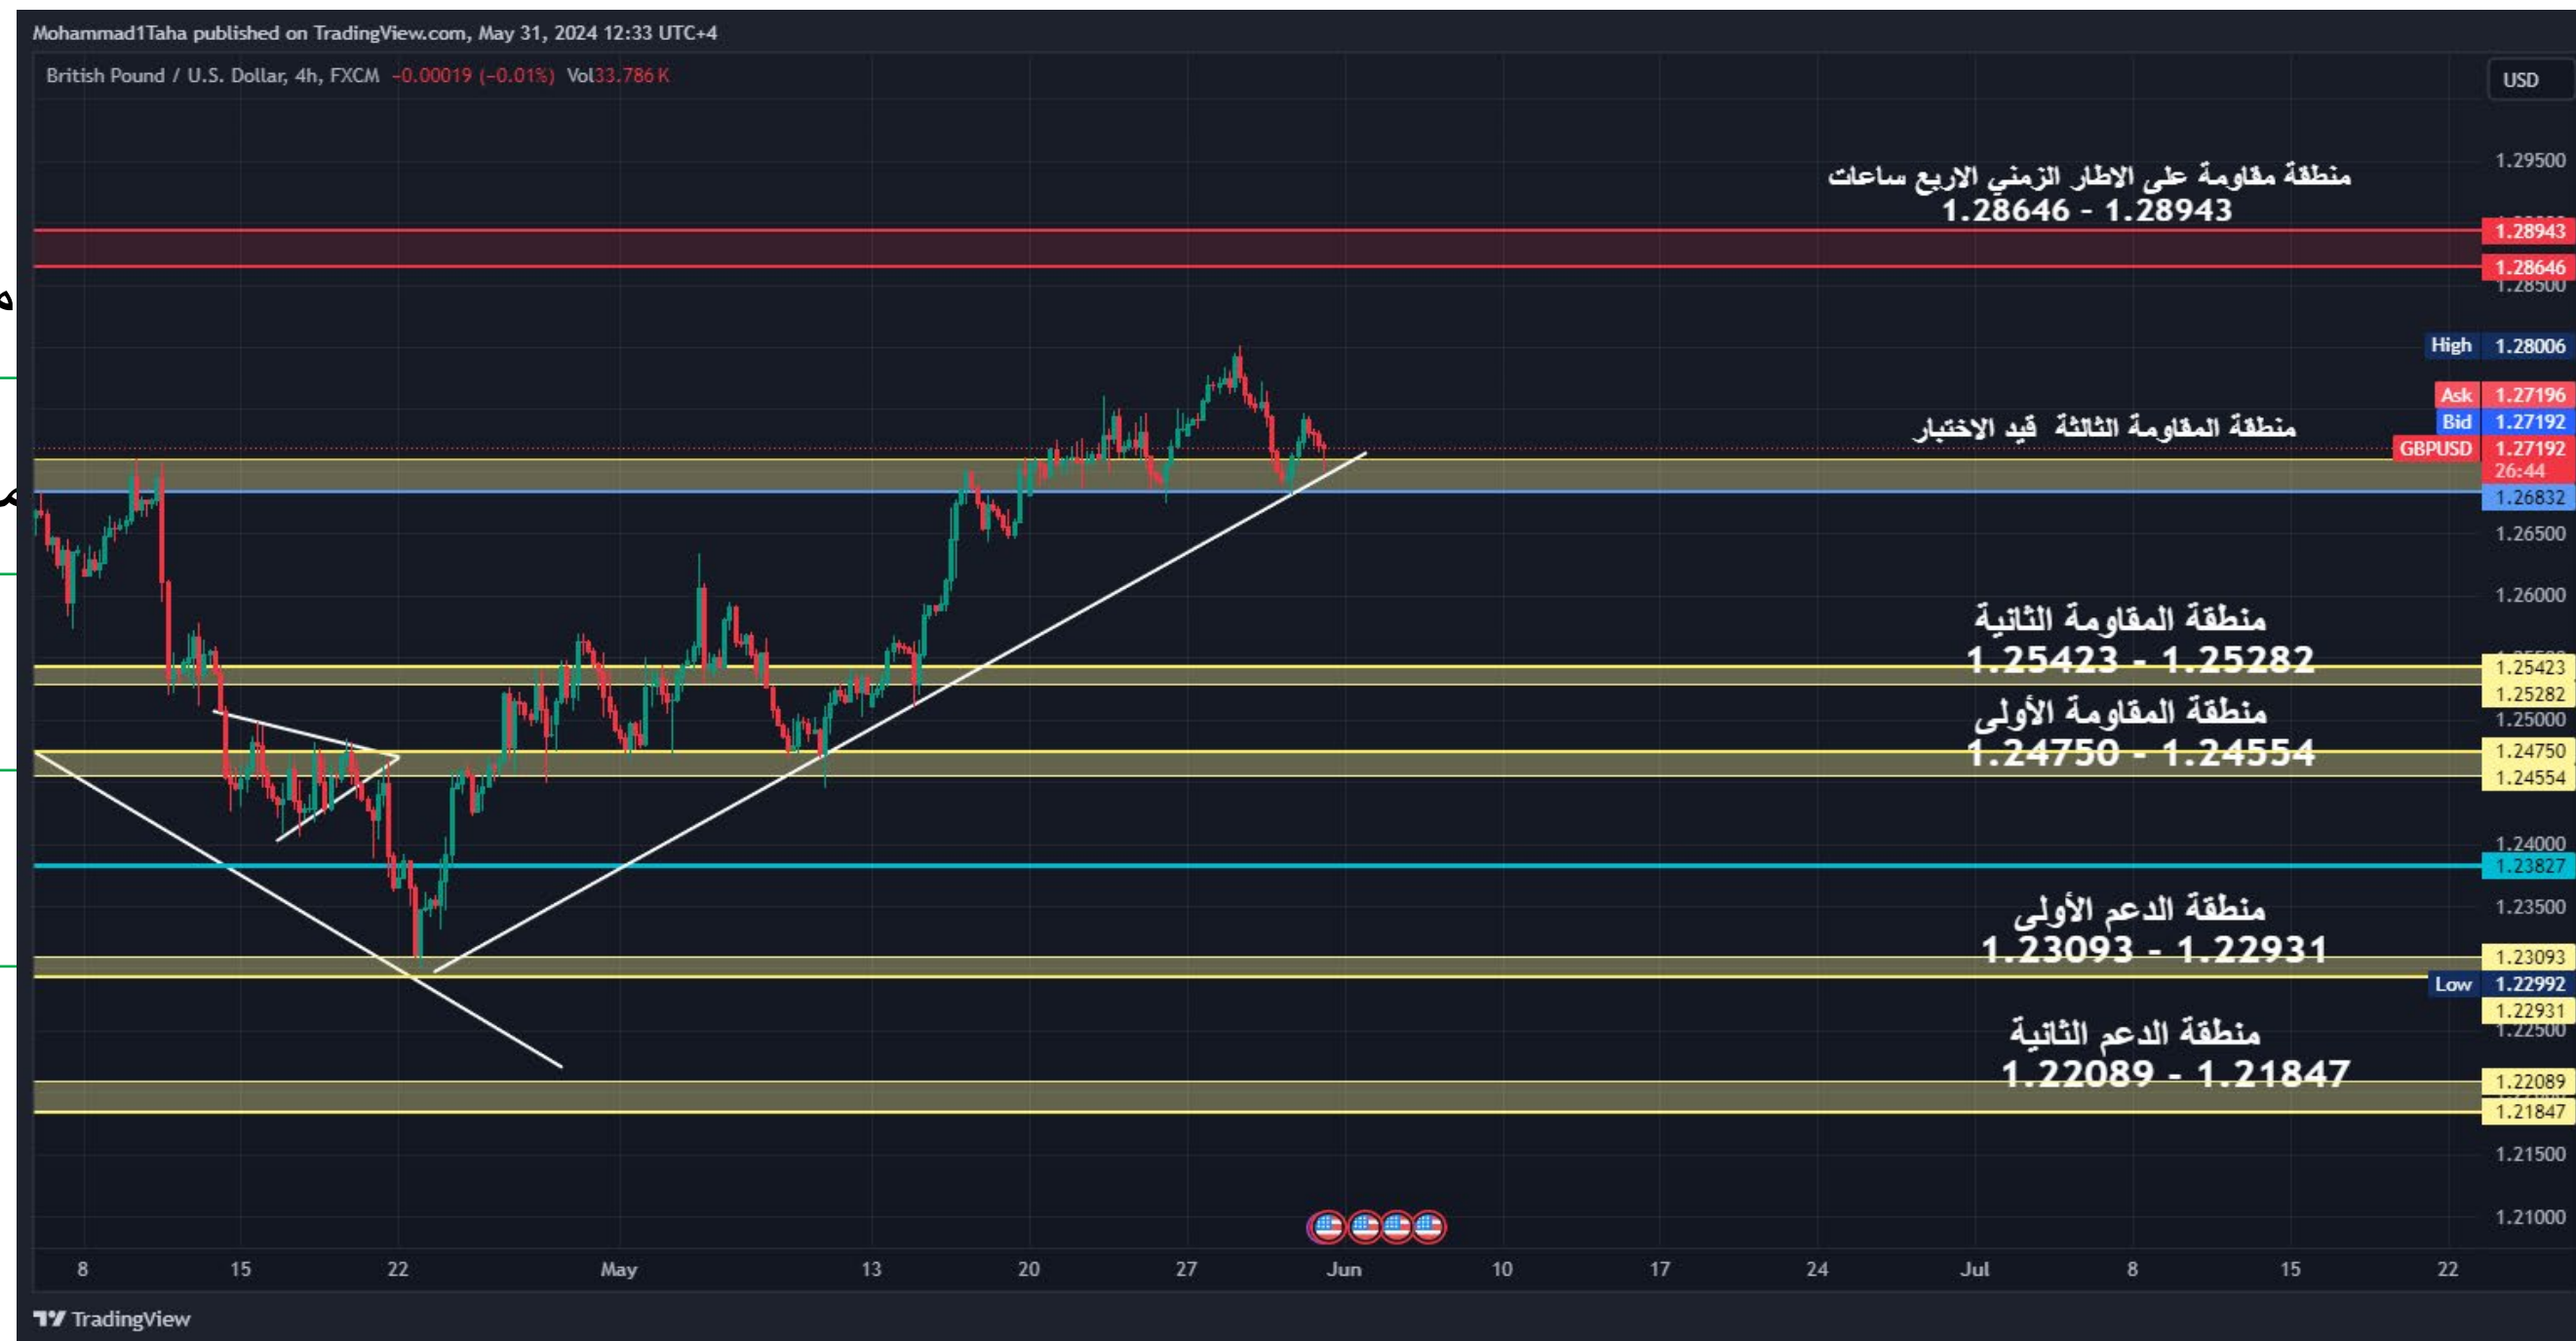 Mohammad1Taha published on TradingView.com, May 31, 2024 12:33 UTC+4
British Pound / U.S. Dollar, 4h, FXCM −0.00019 (−0.01%) Vol33.786 K
USD
1.29500
منطقة مقاومة على الاطار الزمني الاربع ساعات
1.28646 - 1.28943
1.28943
1.28646
1.28500
High 1.28006
Ask 1.27196
Bid 1.27192
منطقة المقاومة الثالثة قيد الاختبار
GBPUSD 1.27192
26:44
1.26832
1.26500
1.26000
منطقة المقاومة الثانية
1.25423 - 1.25282
1.25423
1.25282
منطقة المقاومة الأولى
1.25000
1.24750 - 1.24554
1.24750
1.24554
1.24000
1.23827
1.23500
منطقة الدعم الأولى
1.23093 - 1.22931
1.23093
Low 1.22992
1.22931
1.22500
منطقة الدعم الثانية
1.22089 - 1.21847
1.22089
1.21847
1.21500
1.21000
8 15 22 May 13 20 27 Jun 10 17 24 Jul 8 15 22
TradingView